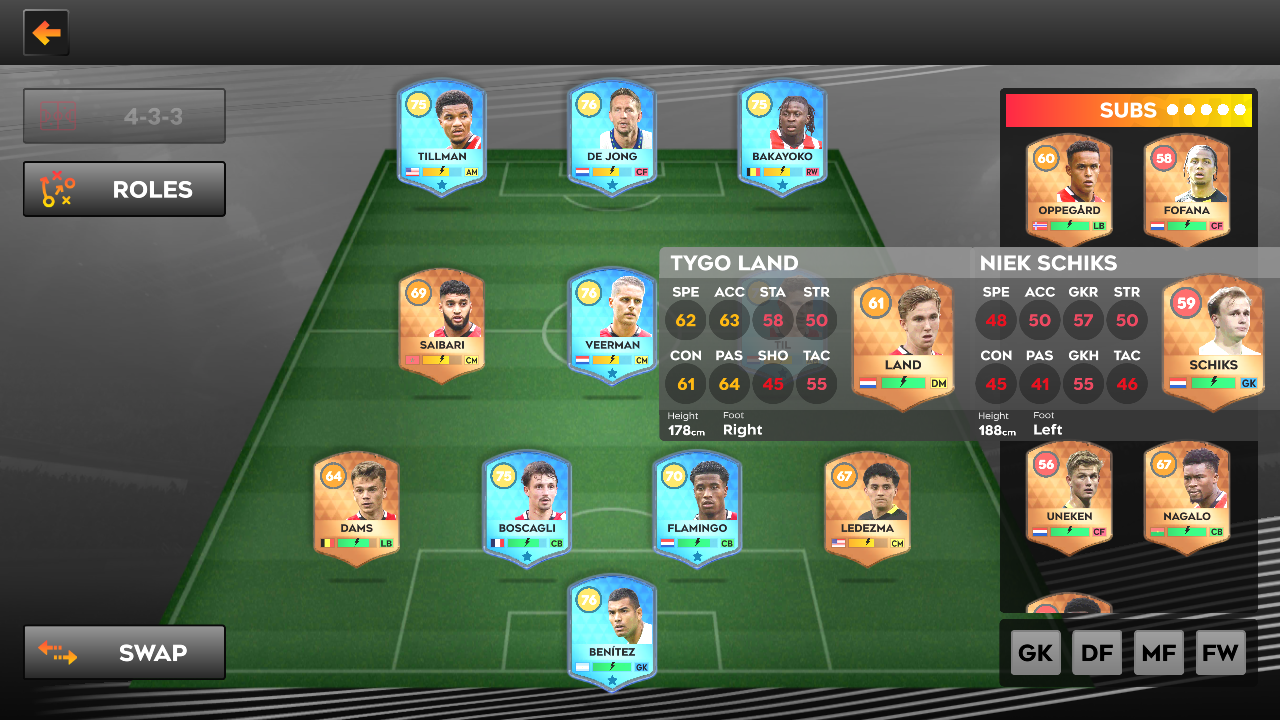 75 TILLMAN AM
76 DE JONG CF
75 BAKAYOKO RW
4-3-3
ROLES
SUBS
60 OPPEGÅRD LB
58 FOFANA CF
69 SAIBARI CM
76 VEERMAN CM
TIL
TYGO LAND
SPE ACC STA STR
62 63 58 50
CON PAS SHO TAC
61 64 45 55
Height Foot
178cm Right
61 LAND DM
NIEK SCHIKS
SPE ACC GKR STR
48 50 57 50
CON PAS GKH TAC
45 41 55 46
Height Foot
188cm Left
59 SCHIKS GK
64 DAMS LB
75 BOSCAGLI CB
70 FLAMINGO CB
67 LEDEZMA CM
56 UNEKEN CF
67 NAGALO CB
76 BENÍTEZ GK
SWAP
GK DF MF FW